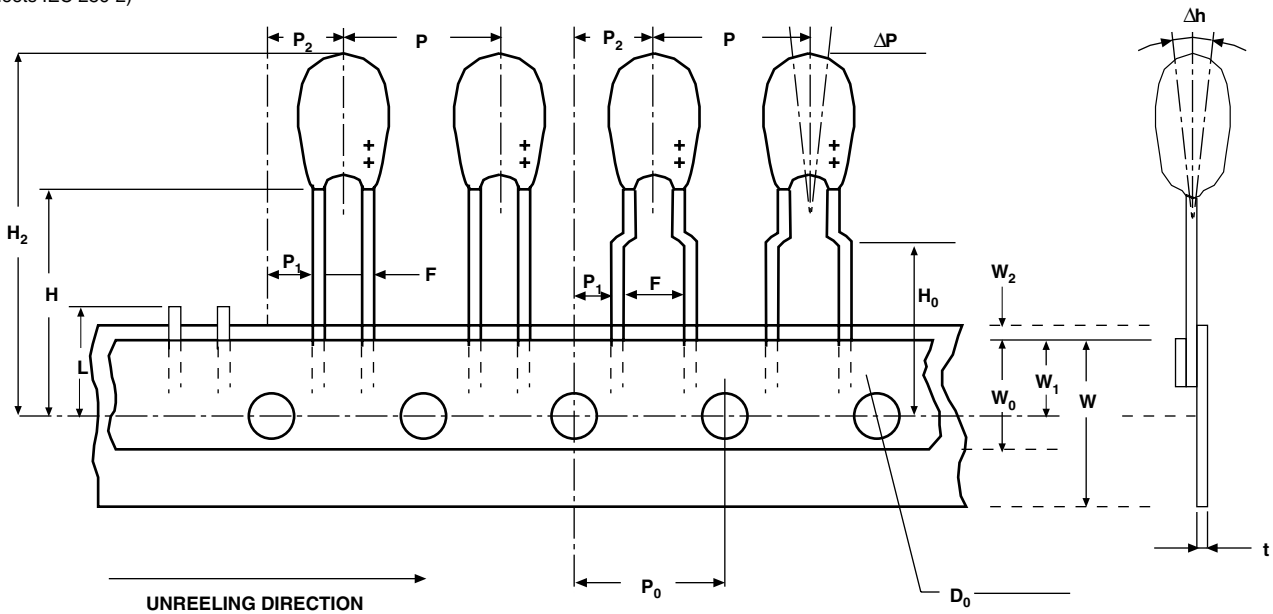 P₂ P P₂ P ΔP Δh
+ + + +
+ + + +
H₂
H
P₁ F P₁ F H₀ W₂
L
W₀ W₁ W
t
P₀
D₀
UNREELING DIRECTION